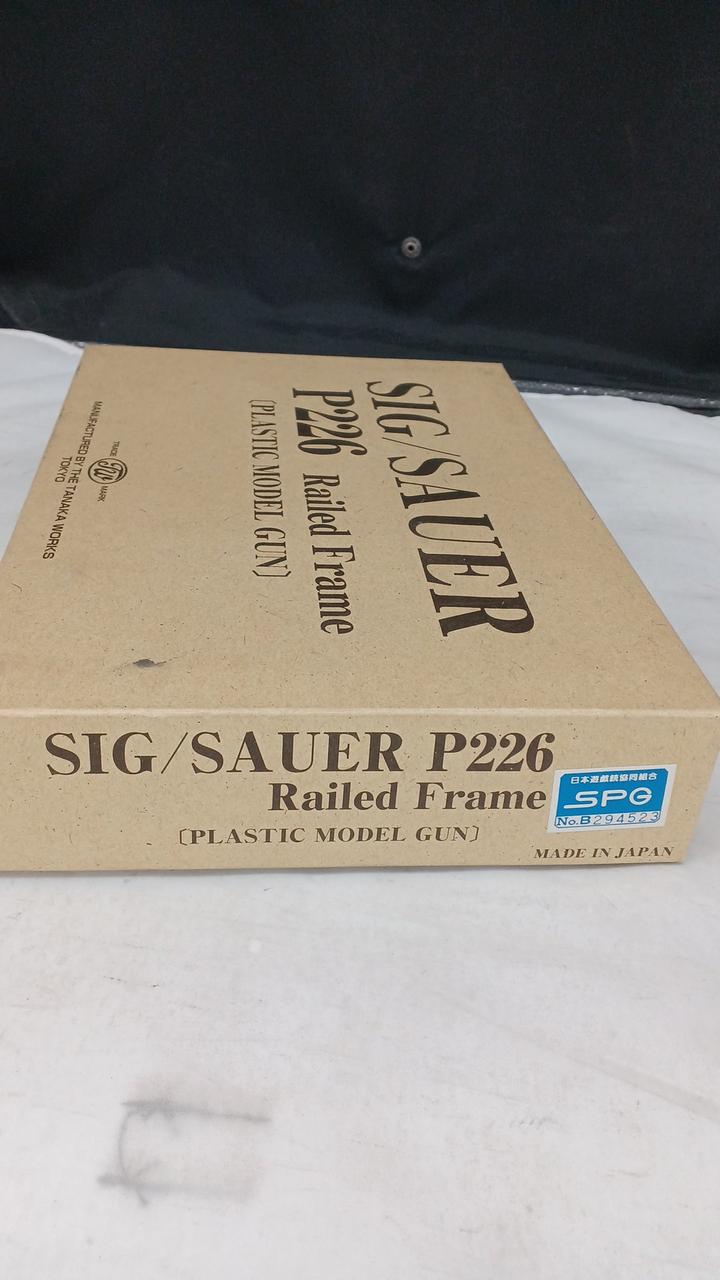 SIG/SAUER
P226 Railed Frame
〔PLASTIC MODEL GUN〕
TRADE TW MARK
MANUFACTURED BY THE TANAKA WORKS
TOKYO
SIG/SAUER P226
Railed Frame
〔PLASTIC MODEL GUN〕
日本遊戯銃協同組合
SPG
No.B294523
MADE IN JAPAN